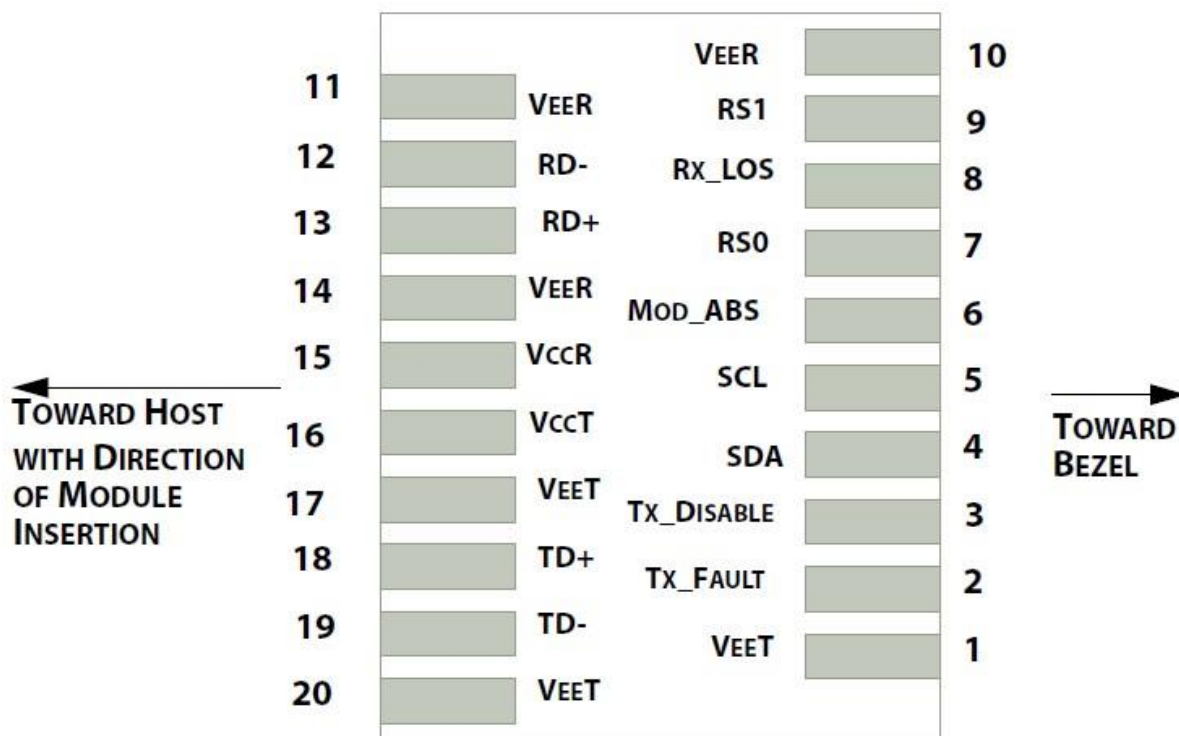 11 VEER
12 RD-
13 RD+
14 VEER
15 VCCR
16 VCCT
17 VEET
18 TD+
19 TD-
20 VEET
VEER 10
RS1 9
RX_LOS 8
RS0 7
MOD_ABS 6
SCL 5
SDA 4
TX_DISABLE 3
TX_FAULT 2
VEET 1
TOWARD HOST
WITH DIRECTION
OF MODULE
INSERTION
TOWARD
BEZEL